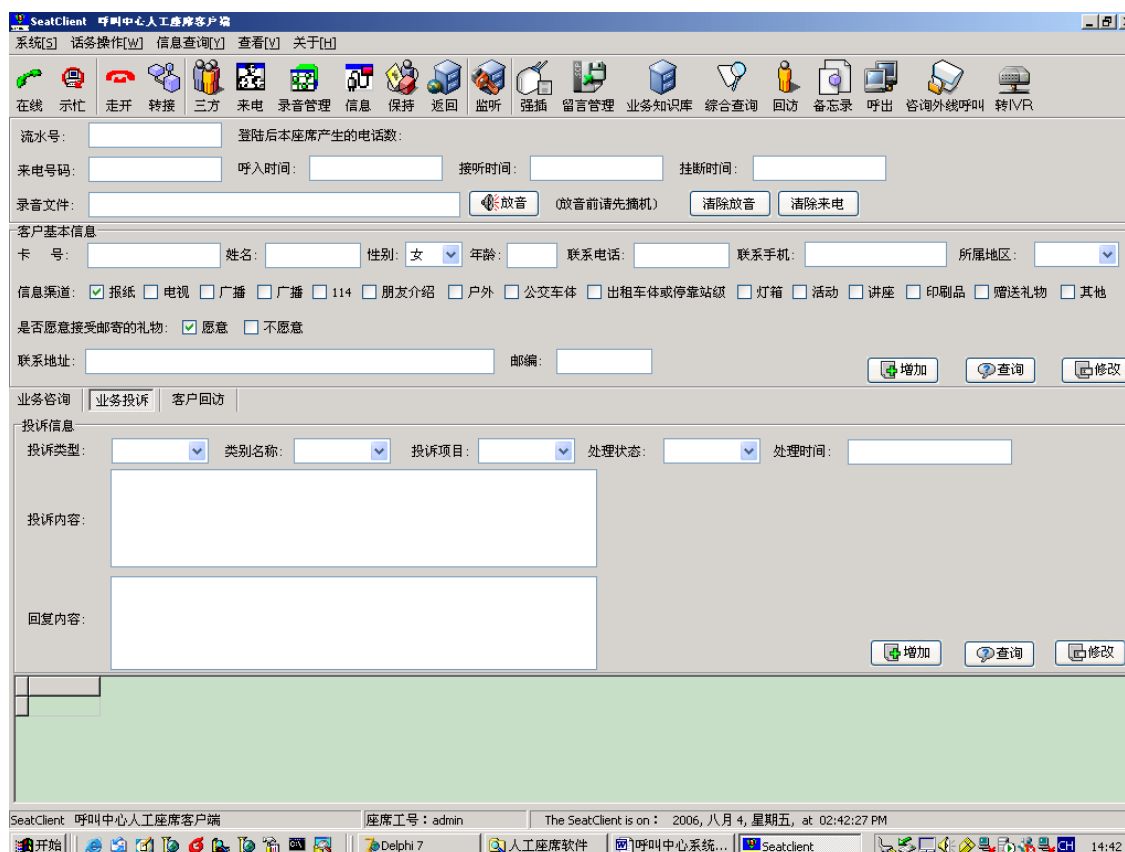 SeatClient 呼叫中心人工座席客户端
系统[S] 话务操作[W] 信息查询[Y] 查看[V] 关于[H]
在线 示忙 走开 转接 三方 来电 录音管理 信息 保持 返回 监听 强插 留言管理 业务知识库 综合查询 回访 备忘录 呼出 咨询外线呼叫 转IVR
流水号: 登陆后本座席产生的电话数:
来电号码: 呼入时间: 接听时间: 挂断时间:
录音文件: 放音 (放音前请先摘机) 清除放音 清除来电
客户基本信息
卡 号: 姓名: 性别: 女 年龄: 联系电话: 联系手机: 所属地区:
信息渠道: 报纸 电视 广播 广播 114 朋友介绍 户外 公交车体 出租车体或停靠站级 灯箱 活动 讲座 印刷品 赠送礼物 其他
是否愿意接受邮寄的礼物: 愿意 不愿意
联系地址: 邮编: 增加 查询 修改
业务咨询 业务投诉 客户回访
投诉信息
投诉类型: 类别名称: 投诉项目: 处理状态: 处理时间:
投诉内容:
回复内容:
增加 查询 修改
SeatClient 呼叫中心人工座席客户端 座席工号: admin The SeatClient is on: 2006, 八月 4, 星期五, at 02:42:27 PM
开始 Delphi 7 人工座席软件 呼叫中心系统... Seatclient CH 14:42